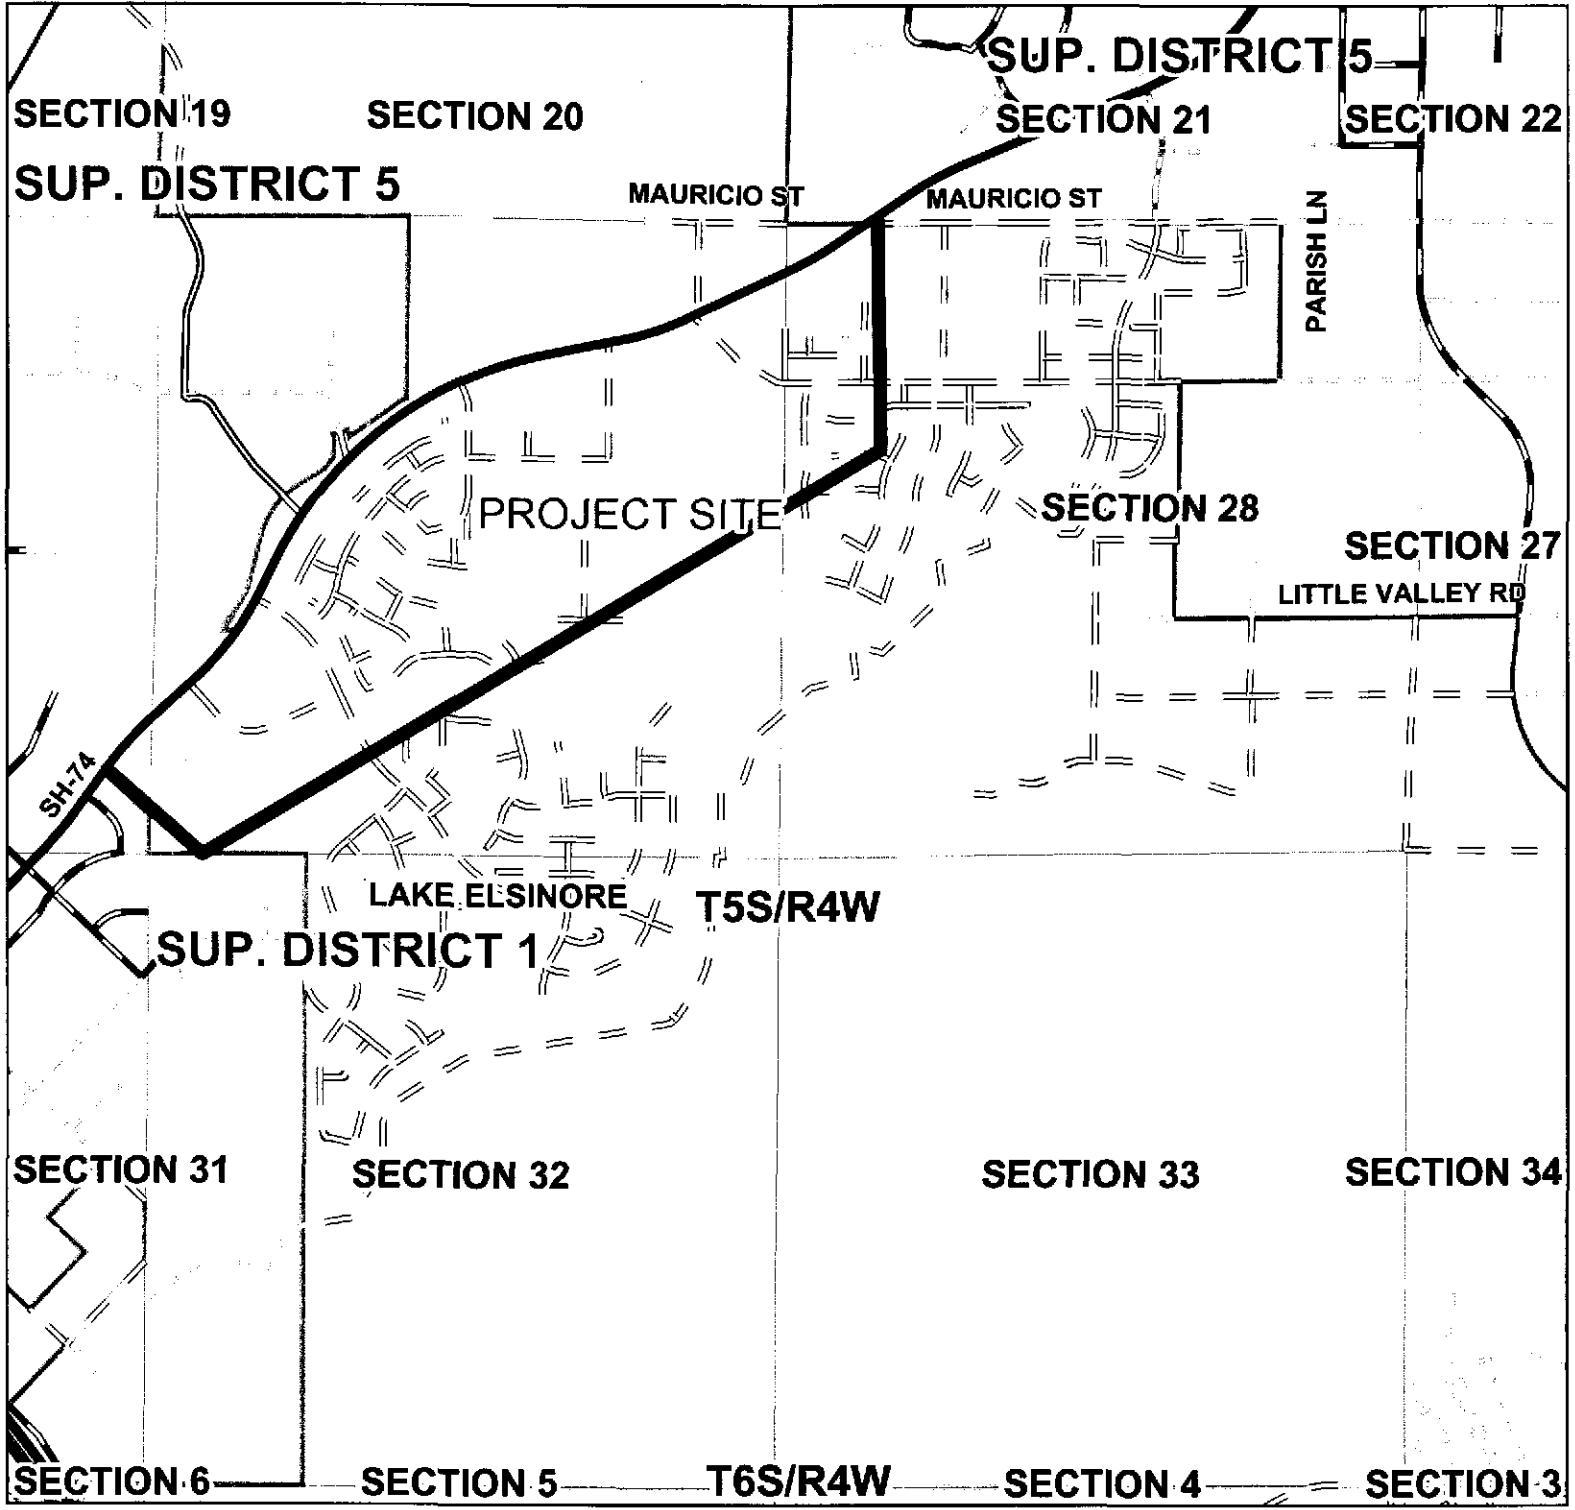 SUP. DISTRICT 5
SECTION 19
SECTION 20
SECTION 21
SECTION 22
SUP. DISTRICT 5
MAURICIO ST
MAURICIO ST
PARISH LN
PROJECT SITE
SECTION 28
SECTION 27
LITTLE VALLEY RD
SH-74
LAKE ELSINORE
T5S/R4W
SUP. DISTRICT 1
SECTION 31
SECTION 32
SECTION 33
SECTION 34
SECTION 6
SECTION 5
T6S/R4W
SECTION 4
SECTION 3